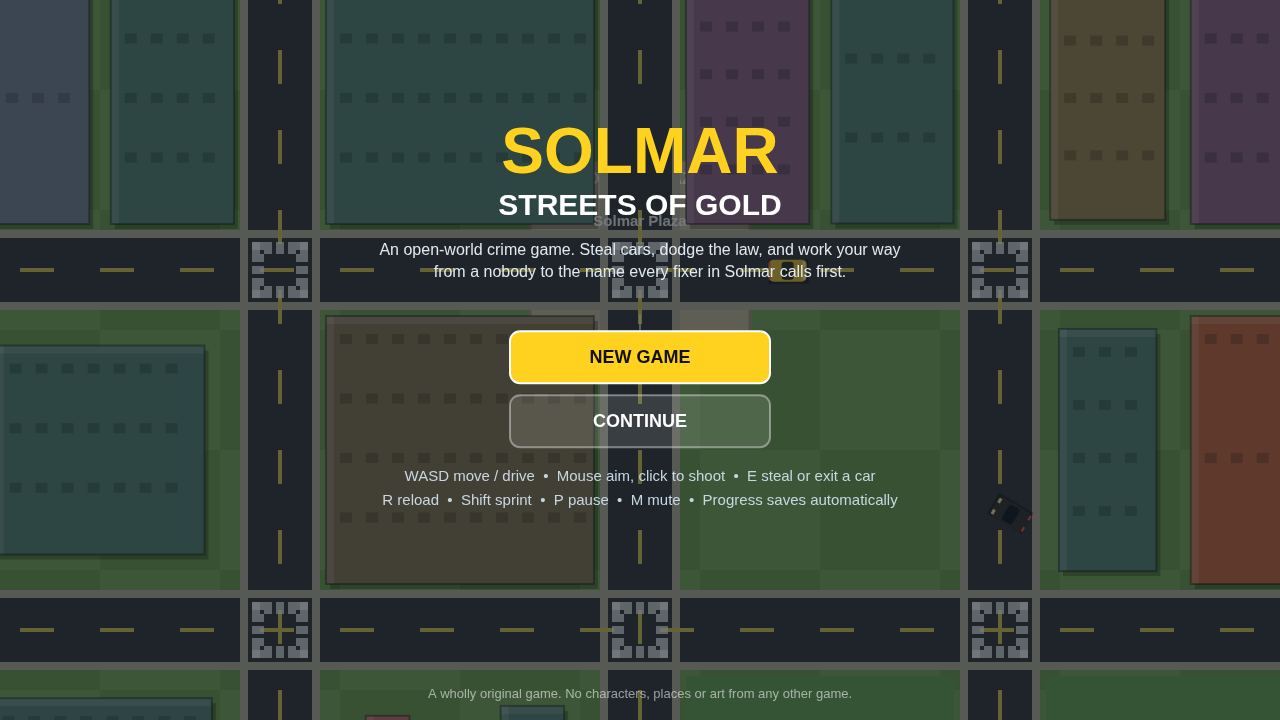 SOLMAR
STREETS OF GOLD
Solmar Plaza
An open-world crime game. Steal cars, dodge the law, and work your way
from a nobody to the name every fixer in Solmar calls first.
NEW GAME
CONTINUE
WASD move / drive • Mouse aim, click to shoot • E steal or exit a car
R reload • Shift sprint • P pause • M mute • Progress saves automatically
A wholly original game. No characters, places or art from any other game.